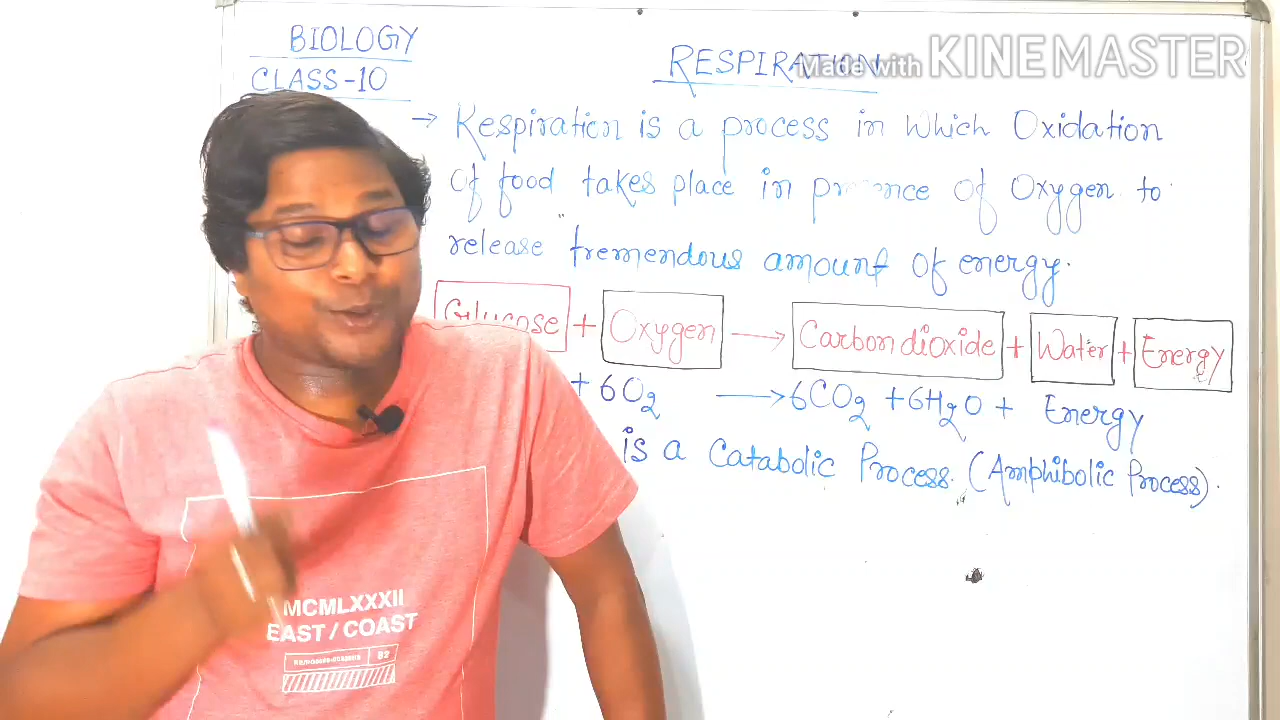 BIOLOGY
CLASS-10
RESPIRATION
Made with KINEMASTER
→ Respiration is a process in which Oxidation
Of food takes place in of Oxygen to
release tremendous amount of energy.
Glucose + Oxygen → Carbondioxide + Water + Energy
+ 6O₂ → 6CO₂ + 6H₂O + Energy
is a Catabolic Process. (Amphibolic Process).
MCMLXXXII
EAST / COAST